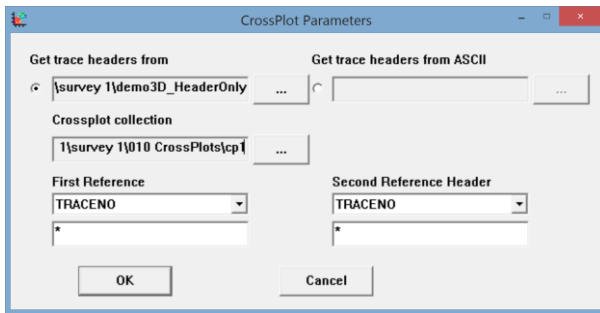 CrossPlot Parameters
Get trace headers from
Get trace headers from ASCII
\survey 1\demo3D_HeaderOnly
...
...
Crossplot collection
1\survey 1\010 CrossPlots\cp1
...
First Reference
Second Reference Header
TRACENO
TRACENO
*
*
OK
Cancel